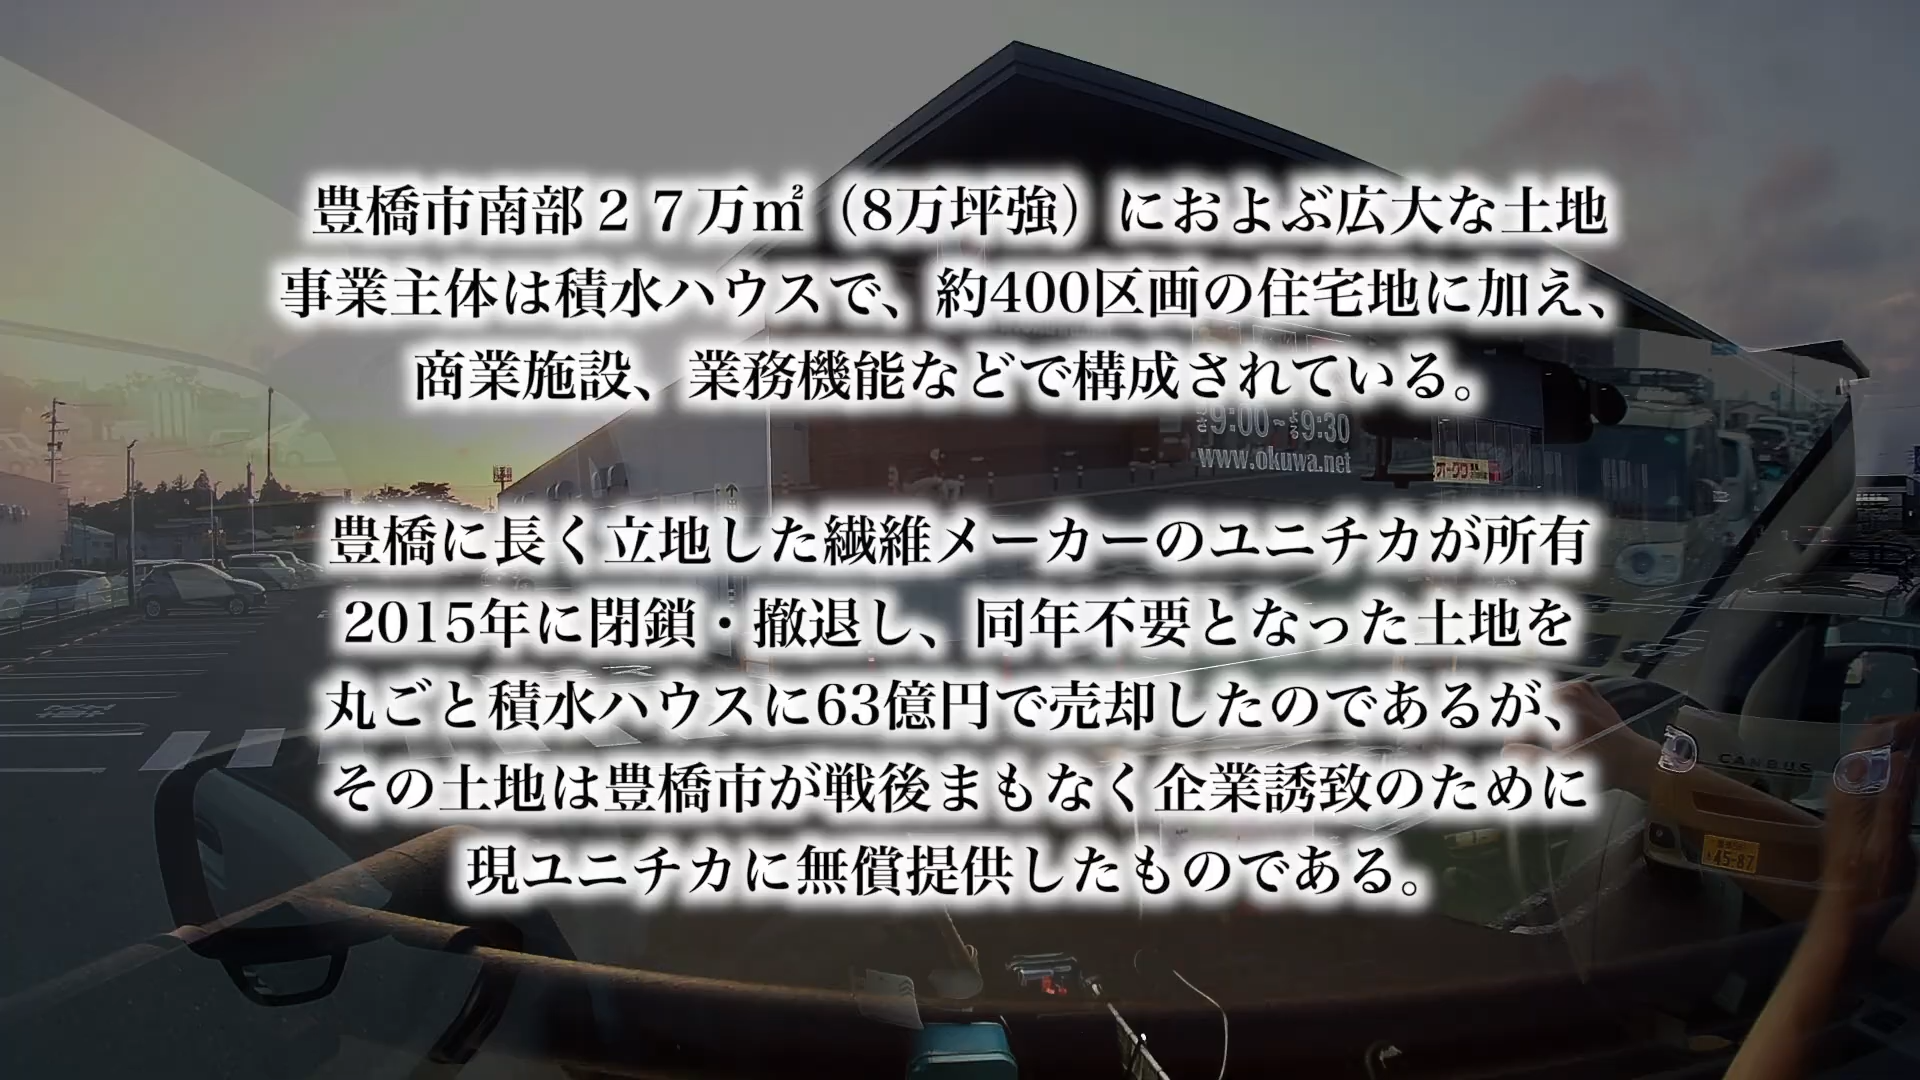 豊橋市南部２７万㎡（8万坪強）におよぶ広大な土地
事業主体は積水ハウスで、約400区画の住宅地に加え、
商業施設、業務機能などで構成されている。
9:00～9:30
www.okuwa.net
オークワ
豊橋に長く立地した繊維メーカーのユニチカが所有
2015年に閉鎖・撤退し、同年不要となった土地を
丸ごと積水ハウスに63億円で売却したのであるが、
その土地は豊橋市が戦後まもなく企業誘致のために
現ユニチカに無償提供したものである。
CANBUS
45-87